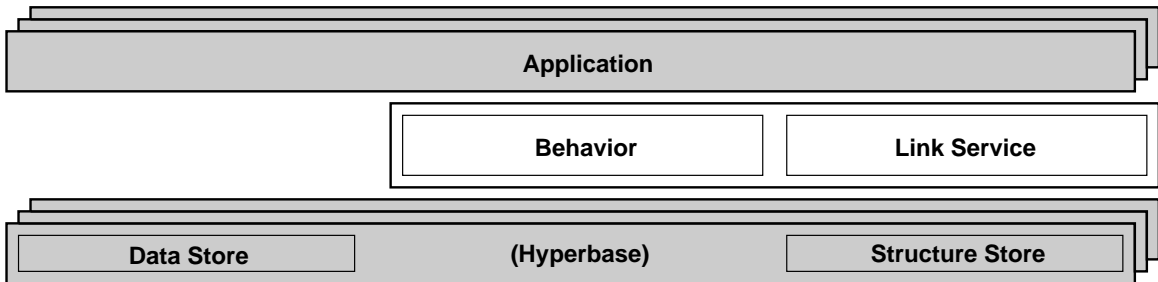 Application
Behavior Link Service
Data Store (Hyperbase) Structure Store